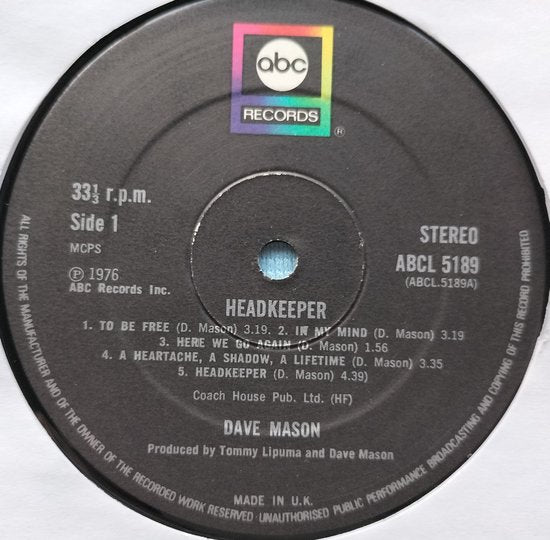 abc
RECORDS
®
33⅓ r.p.m.
Side 1
MCPS
Ⓟ 1976
ABC Records Inc.
STEREO
ABCL 5189
(ABCL.5189A)
HEADKEEPER
1. TO BE FREE (D. Mason) 3.19. 2. IN MY MIND (D. Mason) 3.19
3. HERE WE GO AGAIN (D. Mason) 1.56
4. A HEARTACHE, A SHADOW, A LIFETIME (D. Mason) 3.35
5. HEADKEEPER (D. Mason) 4.39)
Coach House Pub. Ltd. (HF)
DAVE MASON
Produced by Tommy Lipuma and Dave Mason
MADE IN U.K.
ALL RIGHTS OF THE MANUFACTURER AND OF THE OWNER OF THE RECORDED WORK RESERVED · UNAUTHORISED PUBLIC PERFORMANCE BROADCASTING AND COPYING OF THIS RECORD PROHIBITED